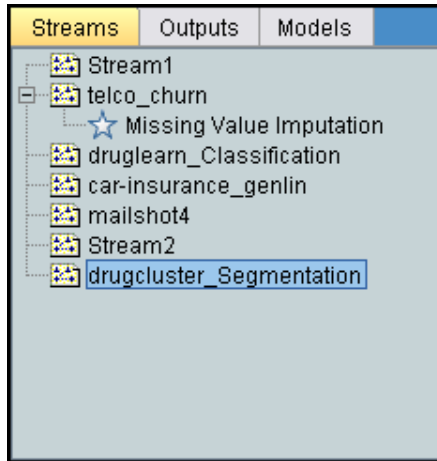 Streams Outputs Models
Stream1
telco_churn
Missing Value Imputation
druglearn_Classification
car-insurance_genlin
mailshot4
Stream2
drugcluster_Segmentation